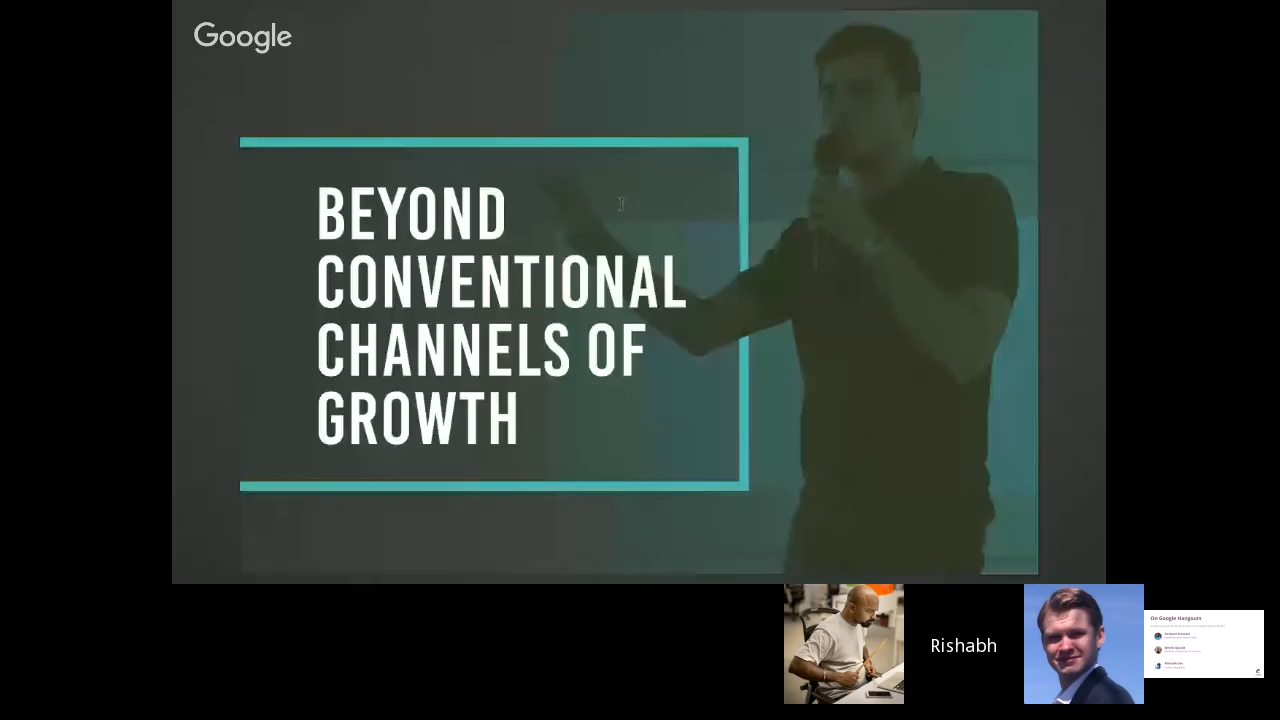 Google
BEYOND
CONVENTIONAL
CHANNELS OF
GROWTH
Rishabh
On Google Hangouts